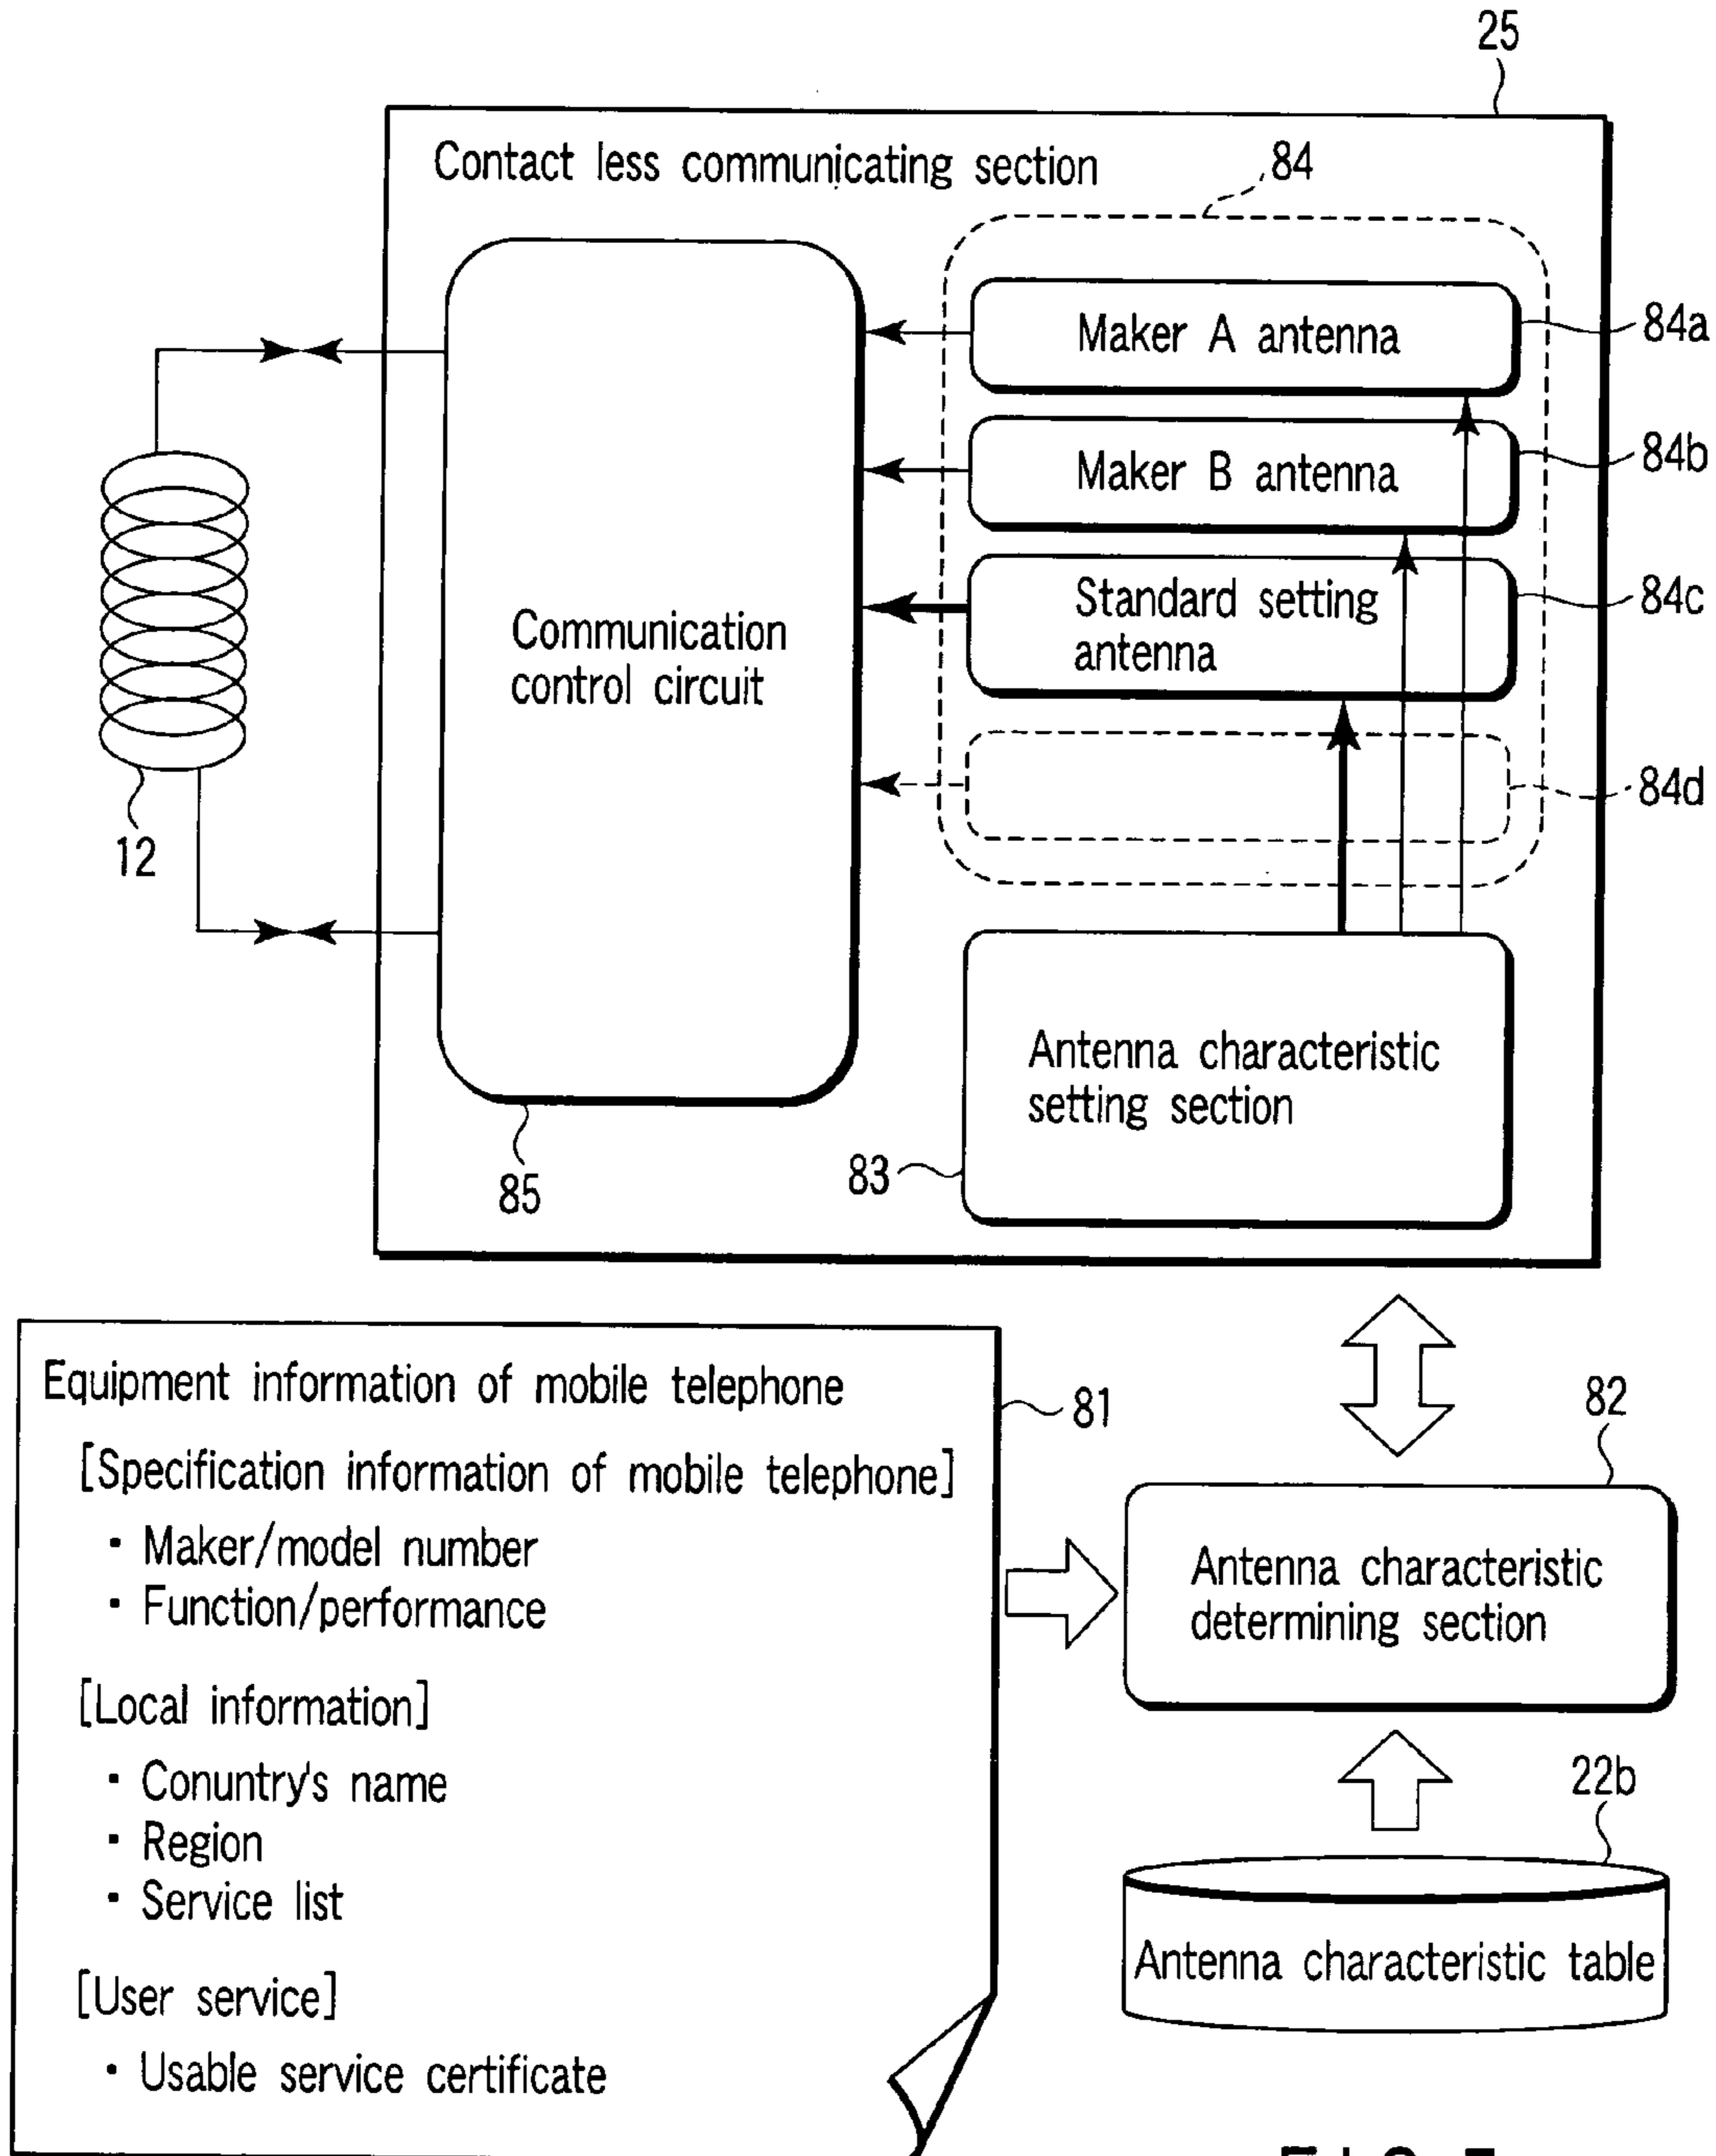 25
Contact less communicating section
84
Maker A antenna
84a
Maker B antenna
84b
Standard setting
antenna
84c
84d
Communication
control circuit
12
Antenna characteristic
setting section
83
85
Equipment information of mobile telephone
81
[Specification information of mobile telephone]
· Maker/model number
· Function/performance
[Local information]
· Conuntry's name
· Region
· Service list
[User service]
· Usable service certificate
82
Antenna characteristic
determining section
22b
Antenna characteristic table